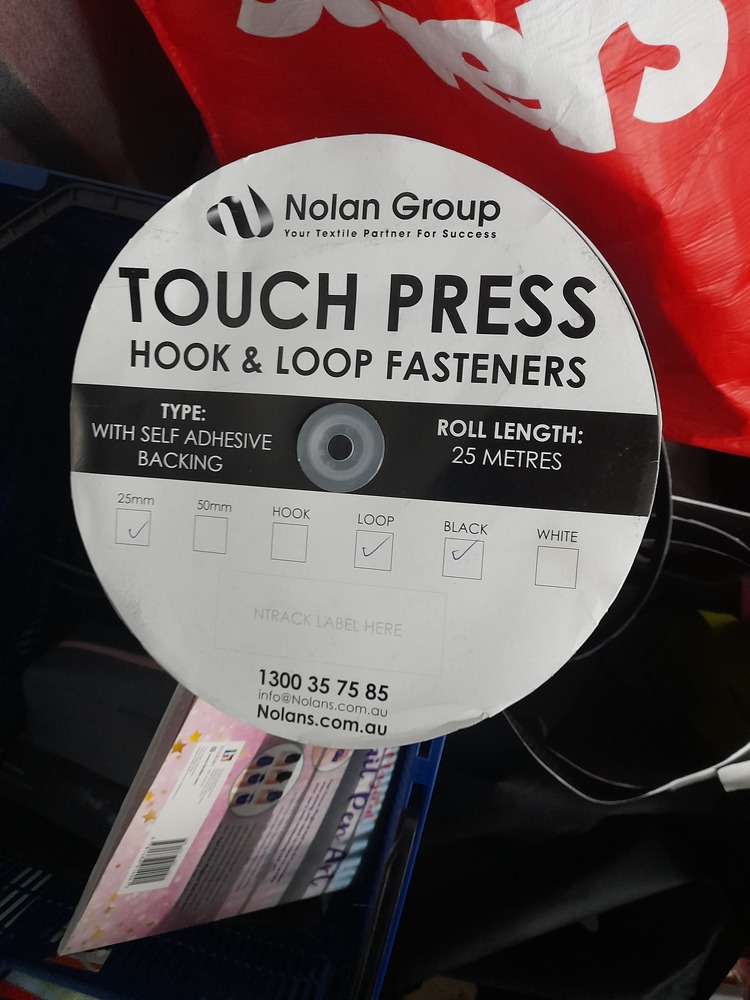 Nolan Group
Your Textile Partner For Success
TOUCH PRESS
HOOK & LOOP FASTENERS
TYPE:
WITH SELF ADHESIVE
BACKING
ROLL LENGTH:
25 METRES
25mm
50mm
HOOK
LOOP
BLACK
WHITE
NTRACK LABEL HERE
1300 35 75 85
info@Nolans.com.au
Nolans.com.au
Pen Art